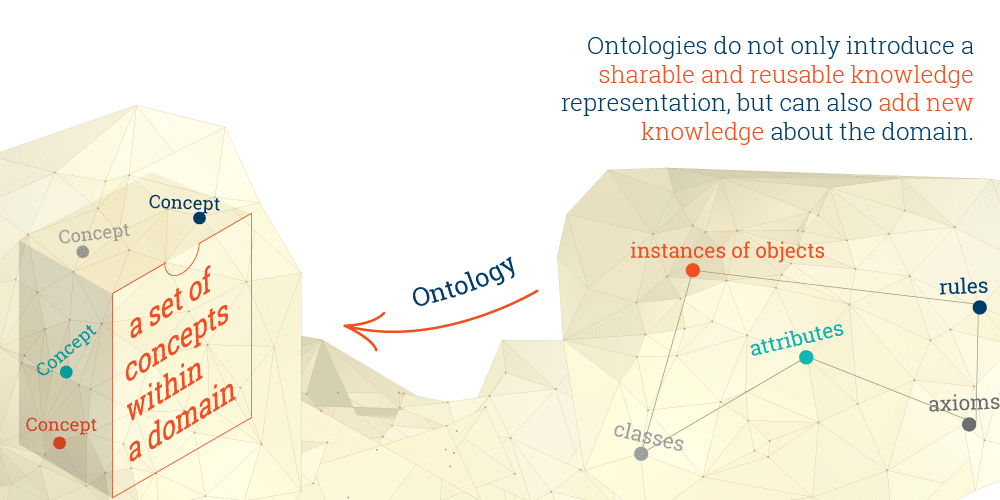 Ontologies do not only introduce a
sharable and reusable knowledge
representation, but can also add new
knowledge about the domain.
Concept
Concept
Concept
Concept
a set of
concepts
within
a domain
Ontology
instances of objects
rules
attributes
axioms
classes